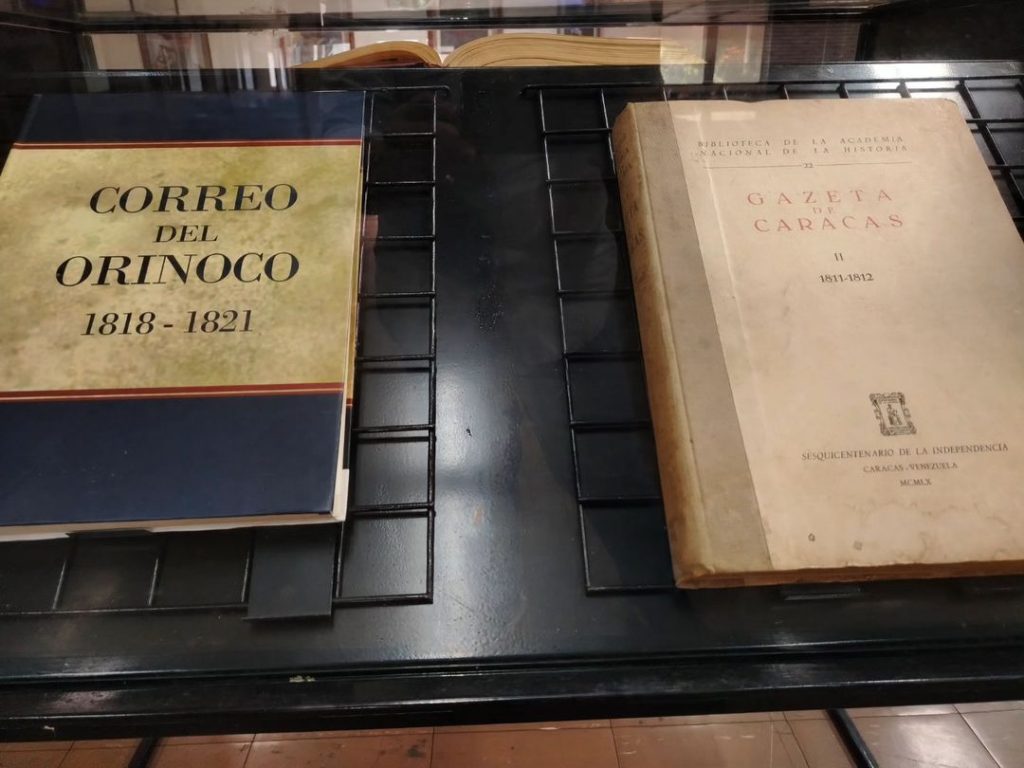 CORREO
DEL
ORINOCO
1818 - 1821
BIBLIOTECA DE LA ACADEMIA
NACIONAL DE LA HISTORIA
22
GAZETA
DE
CARACAS
II
1811-1812
SESQUICENTENARIO DE LA INDEPENDENCIA
CARACAS - VENEZUELA
MCMLX